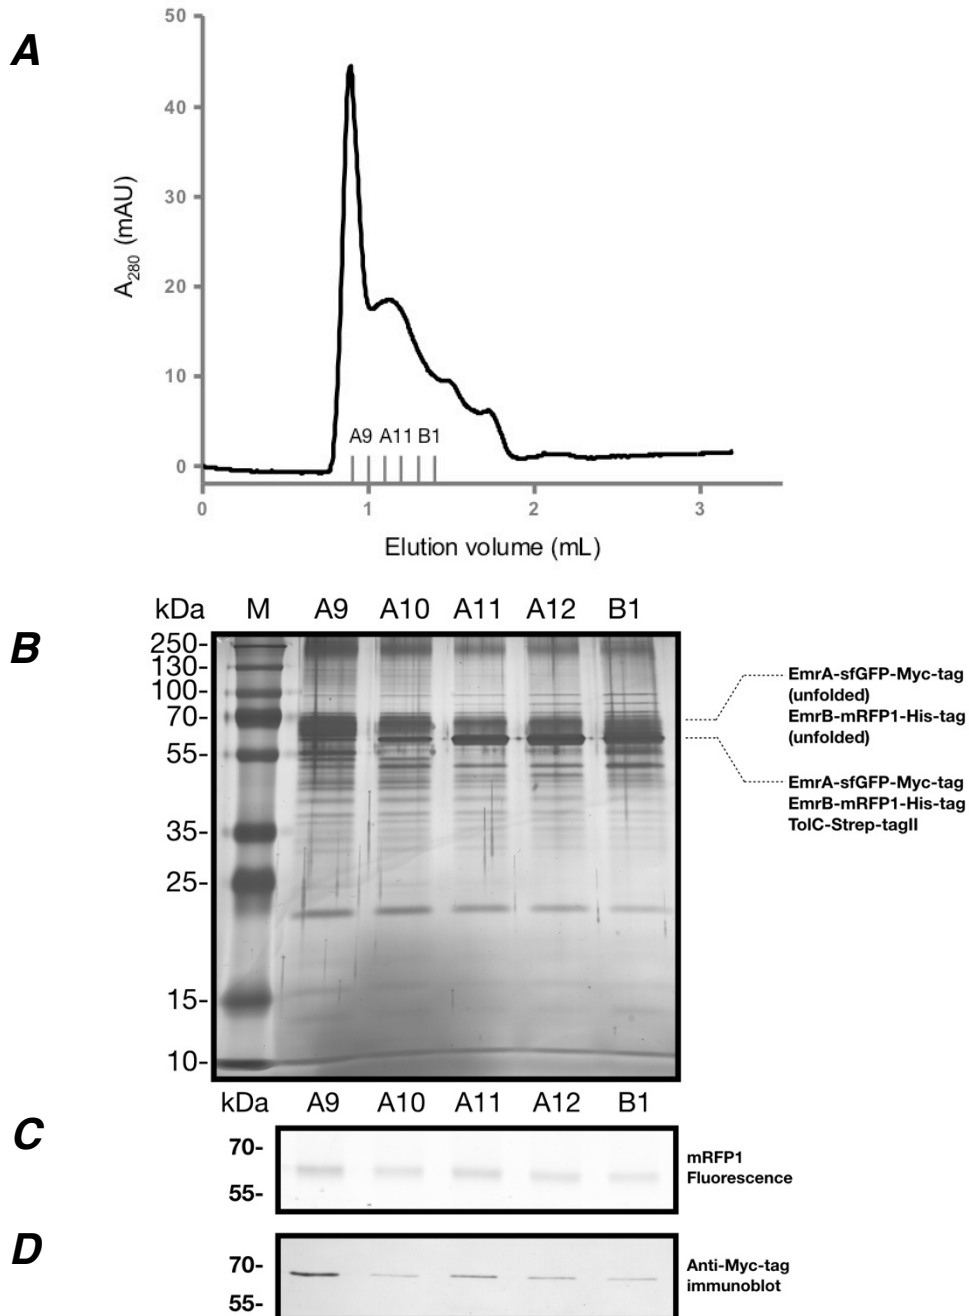 A
50
40
30
20
10
0
A280 (mAU)
A9 A11 B1
0 1 2 3
Elution volume (mL)
B
kDa M A9 A10 A11 A12 B1
250-
130-
100-
70-
55-
35-
25-
15-
10-
EmrA-sfGFP-Myc-tag
(unfolded)
EmrB-mRFP1-His-tag
(unfolded)
EmrA-sfGFP-Myc-tag
EmrB-mRFP1-His-tag
TolC-Strep-tagII
kDa A9 A10 A11 A12 B1
C
70-
55-
mRFP1
Fluorescence
D
70-
55-
Anti-Myc-tag
immunoblot